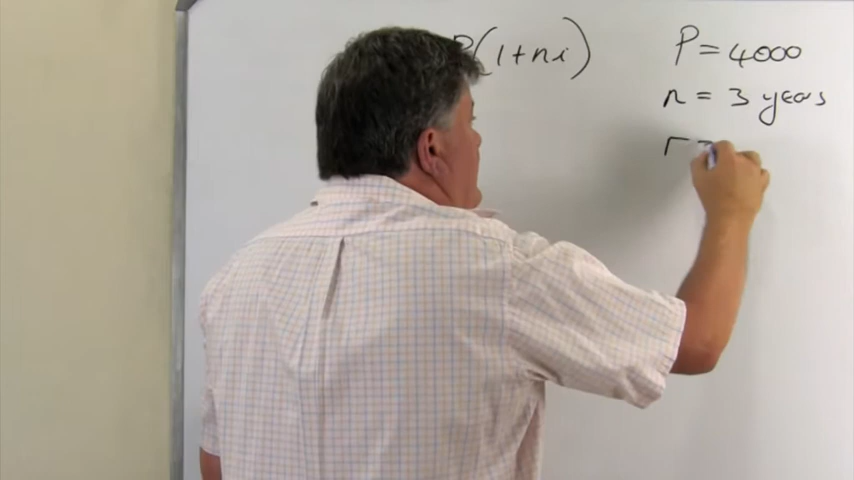 P(1+ni) P = 4000
n = 3 years
r =